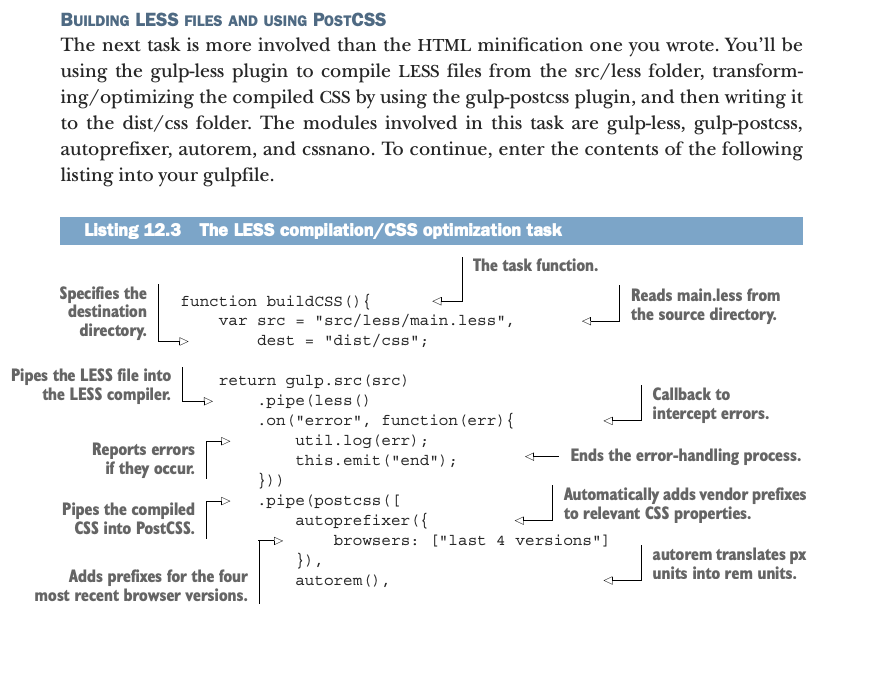 BUILDING LESS FILES AND USING POSTCSS
The next task is more involved than the HTML minification one you wrote. You’ll be
using the gulp-less plugin to compile LESS files from the src/less folder, transform-
ing/optimizing the compiled CSS by using the gulp-postcss plugin, and then writing it
to the dist/css folder. The modules involved in this task are gulp-less, gulp-postcss,
autoprefixer, autorem, and cssnano. To continue, enter the contents of the following
listing into your gulpfile.
Listing 12.3 The LESS compilation/CSS optimization task
The task function.
Specifies the
destination
directory.
function buildCSS(){
Reads main.less from
the source directory.
var src = "src/less/main.less",
dest = "dist/css";
Pipes the LESS file into
the LESS compiler.
return gulp.src(src)
.pipe(less()
Callback to
intercept errors.
.on("error", function(err){
Reports errors
if they occur.
util.log(err);
this.emit("end");
Ends the error-handling process.
}))
Pipes the compiled
CSS into PostCSS.
.pipe(postcss([
Automatically adds vendor prefixes
to relevant CSS properties.
autoprefixer({
browsers: ["last 4 versions"]
Adds prefixes for the four
most recent browser versions.
}),
autorem translates px
units into rem units.
autorem(),